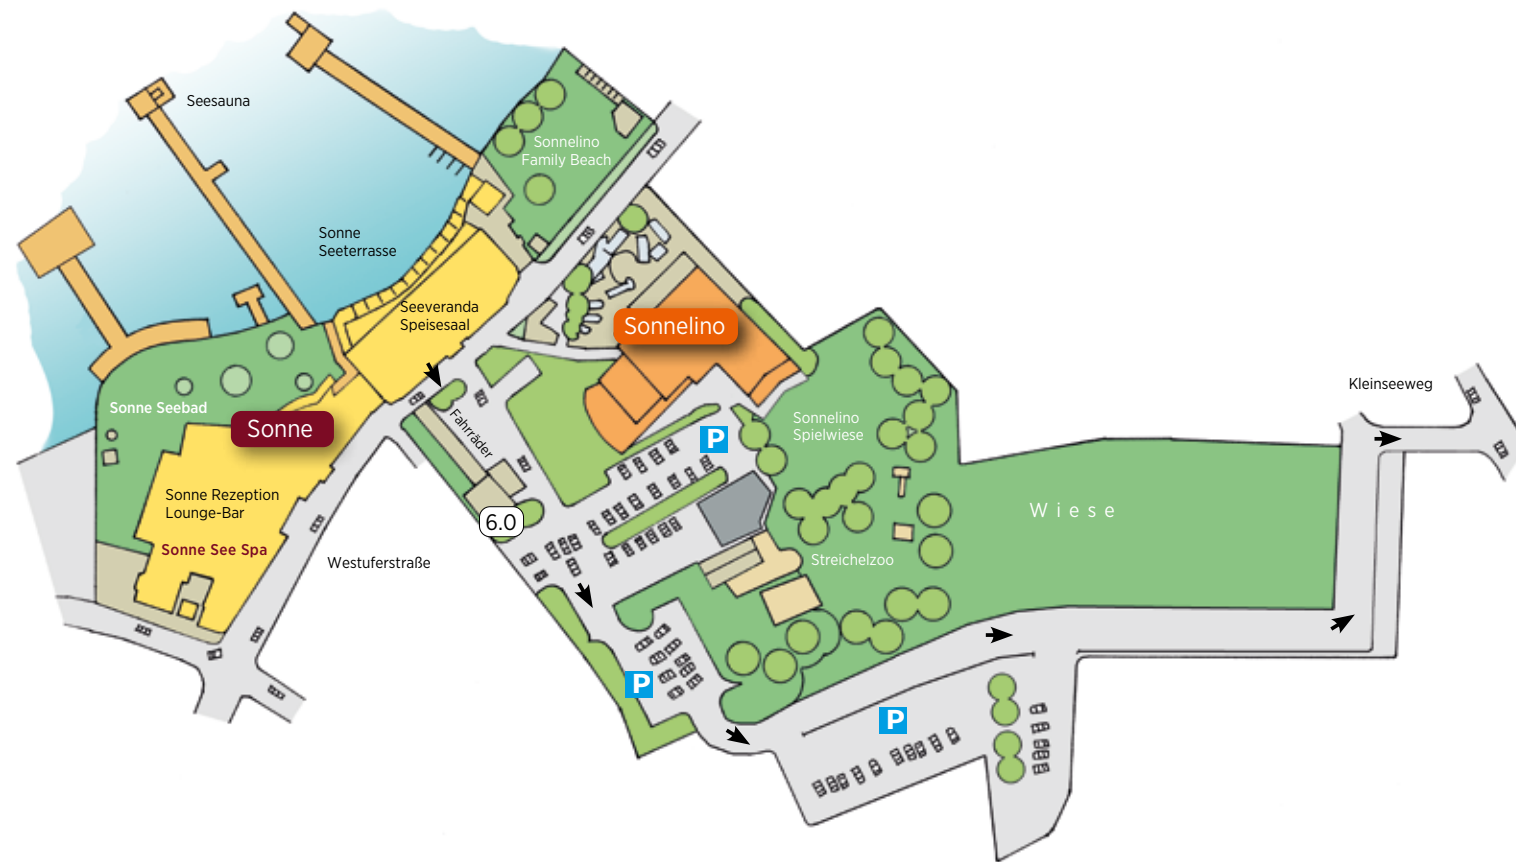 Seesauna
Sonnelino
Family Beach
Sonne
Seeterrasse
Seeveranda
Speisesaal
Sonnelino
Kleinseeweg
Sonne Seebad
Sonne
Fahrräder
Sonnelino
Spielwiese
P
Sonne Rezeption
Lounge-Bar
Sonne See Spa
6.0
Wiese
Westuferstraße
Streichelzoo
P
P